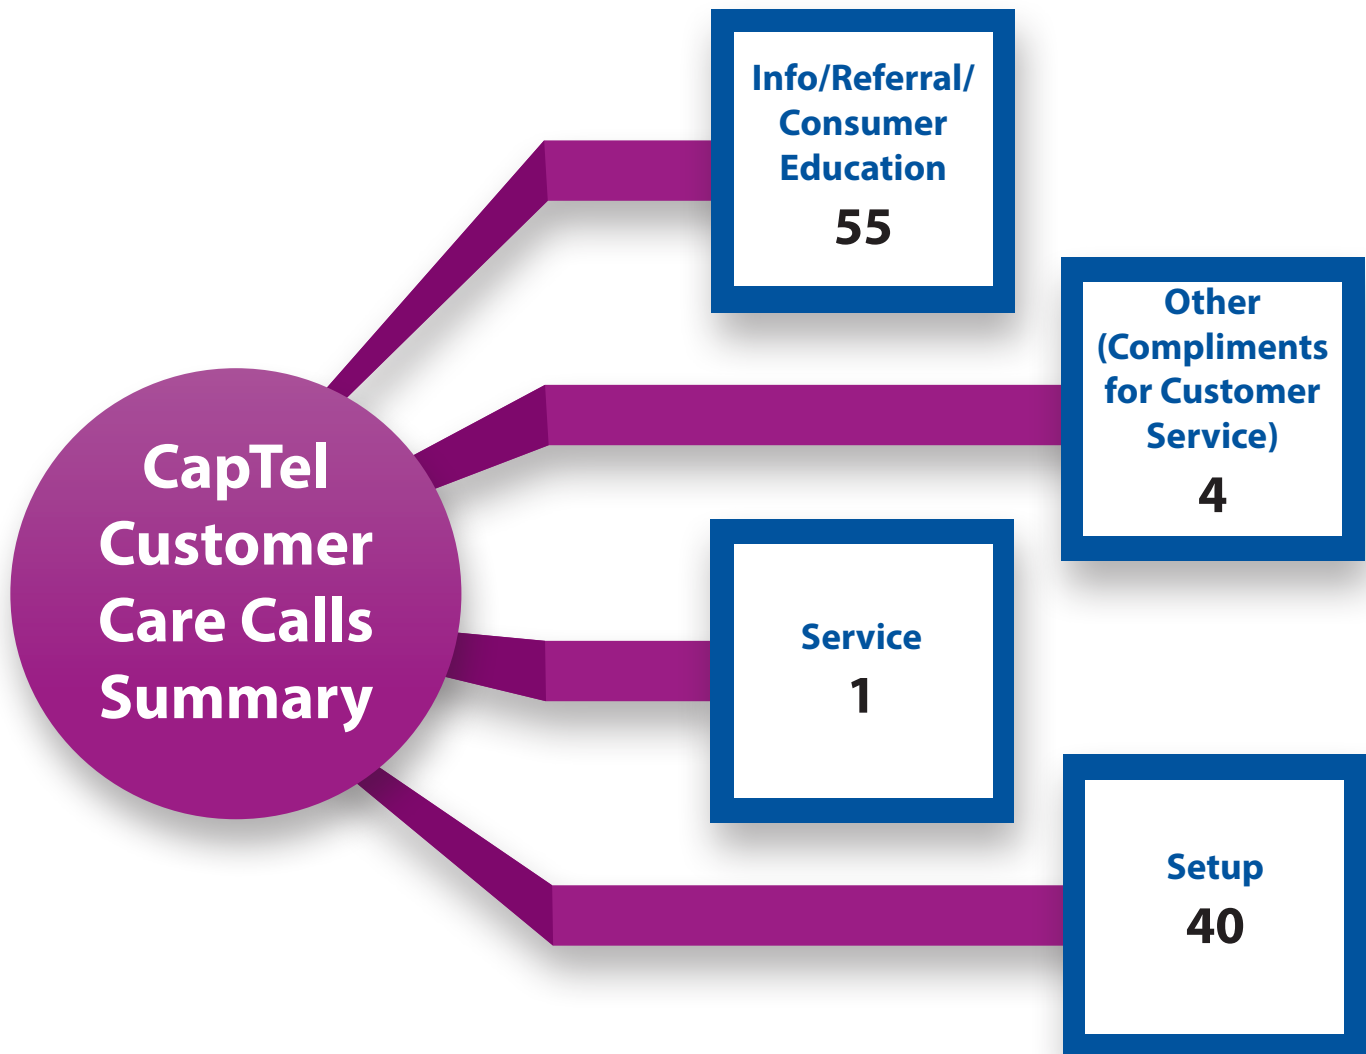 CapTel
Customer
Care Calls
Summary
Info/Referral/
Consumer
Education
55
Other
(Compliments
for Customer
Service)
4
Service
1
Setup
40